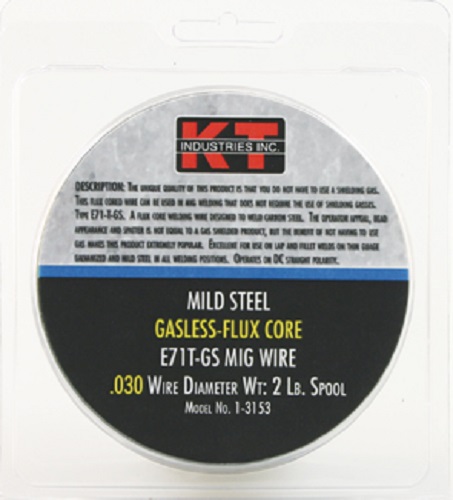 KT
INDUSTRIES INC.
DESCRIPTION: THE UNIQUE QUALITY OF THIS PRODUCT IS THAT YOU DO NOT HAVE TO USE A SHIELDING GAS.
THIS FLUX CORED WIRE CAN BE USED IN MIG WELDING THAT DOES NOT REQUIRE THE USE OF SHIELDING GASSES.
TYPE E71-T-GS. A FLUX CORE WELDING WIRE DESIGNED TO WELD CARBON STEEL. THE OPERATOR APPEAL, BEAD
APPEARANCE AND SPATTER IS NOT EQUAL TO A GAS SHIELDED PRODUCT, BUT THE BENEFIT OF NOT HAVING TO USE
GAS MAKES THIS PRODUCT EXTREMELY POPULAR. EXCELLENT FOR USE ON LAP AND FILLET WELDS ON THIN GAUGE
GALVANIZED AND MILD STEEL IN ALL WELDING POSITIONS. OPERATES ON DC STRAIGHT POLARITY.
MILD STEEL
GASLESS-FLUX CORE
E71T-GS MIG WIRE
.030 WIRE DIAMETER WT: 2 LB. SPOOL
MODEL NO. 1-3153